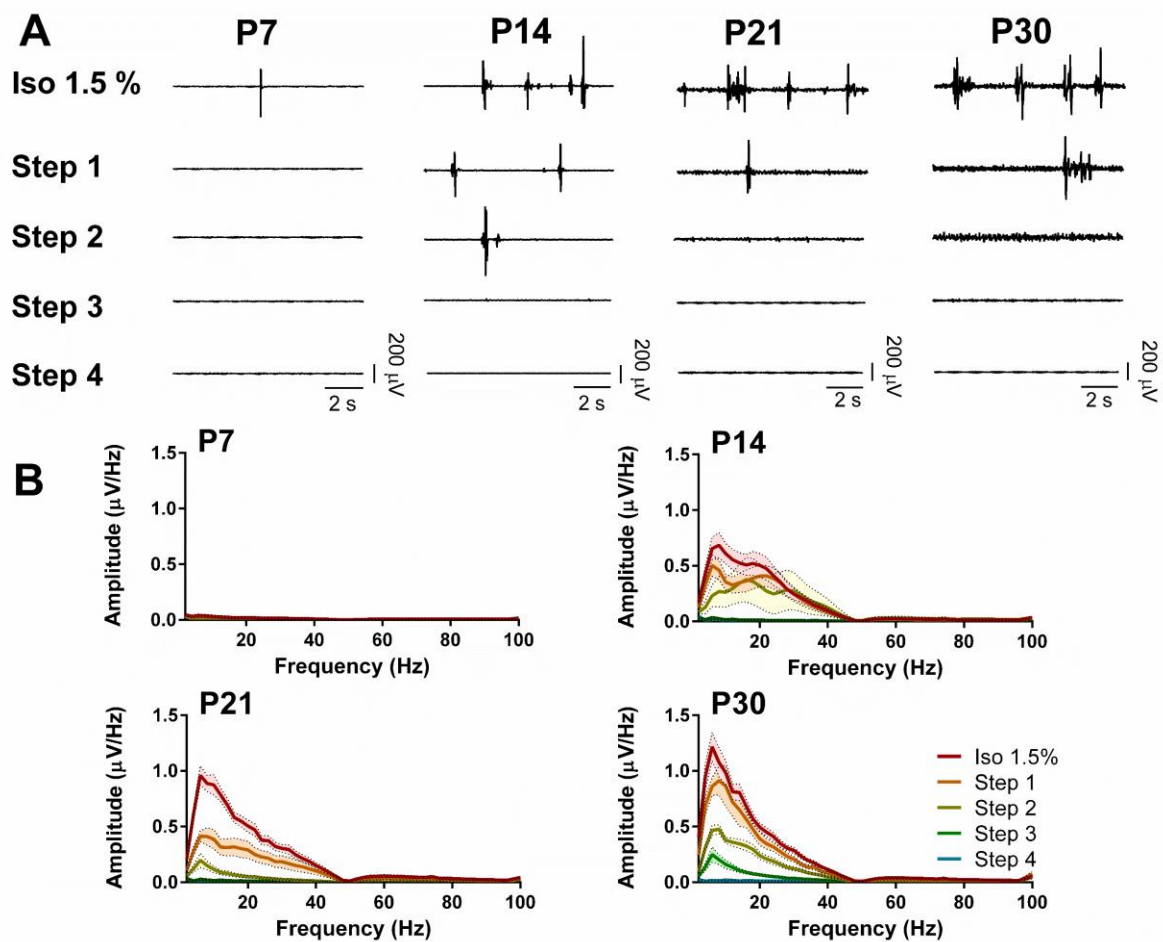 A
P7 P14 P21 P30
Iso 1.5 %
Step 1
Step 2
Step 3
Step 4
2 s 200 µV 2 s 200 µV 2 s 200 µV 2 s 200 µV
B
P7
Amplitude (µV/Hz)
1.5
1.0
0.5
0.0
20 40 60 80 100
Frequency (Hz)
P14
Amplitude (µV/Hz)
1.5
1.0
0.5
0.0
20 40 60 80 100
Frequency (Hz)
P21
Amplitude (µV/Hz)
1.5
1.0
0.5
0.0
20 40 60 80 100
Frequency (Hz)
P30
Amplitude (µV/Hz)
1.5
1.0
0.5
0.0
20 40 60 80 100
Frequency (Hz)
Iso 1.5%
Step 1
Step 2
Step 3
Step 4